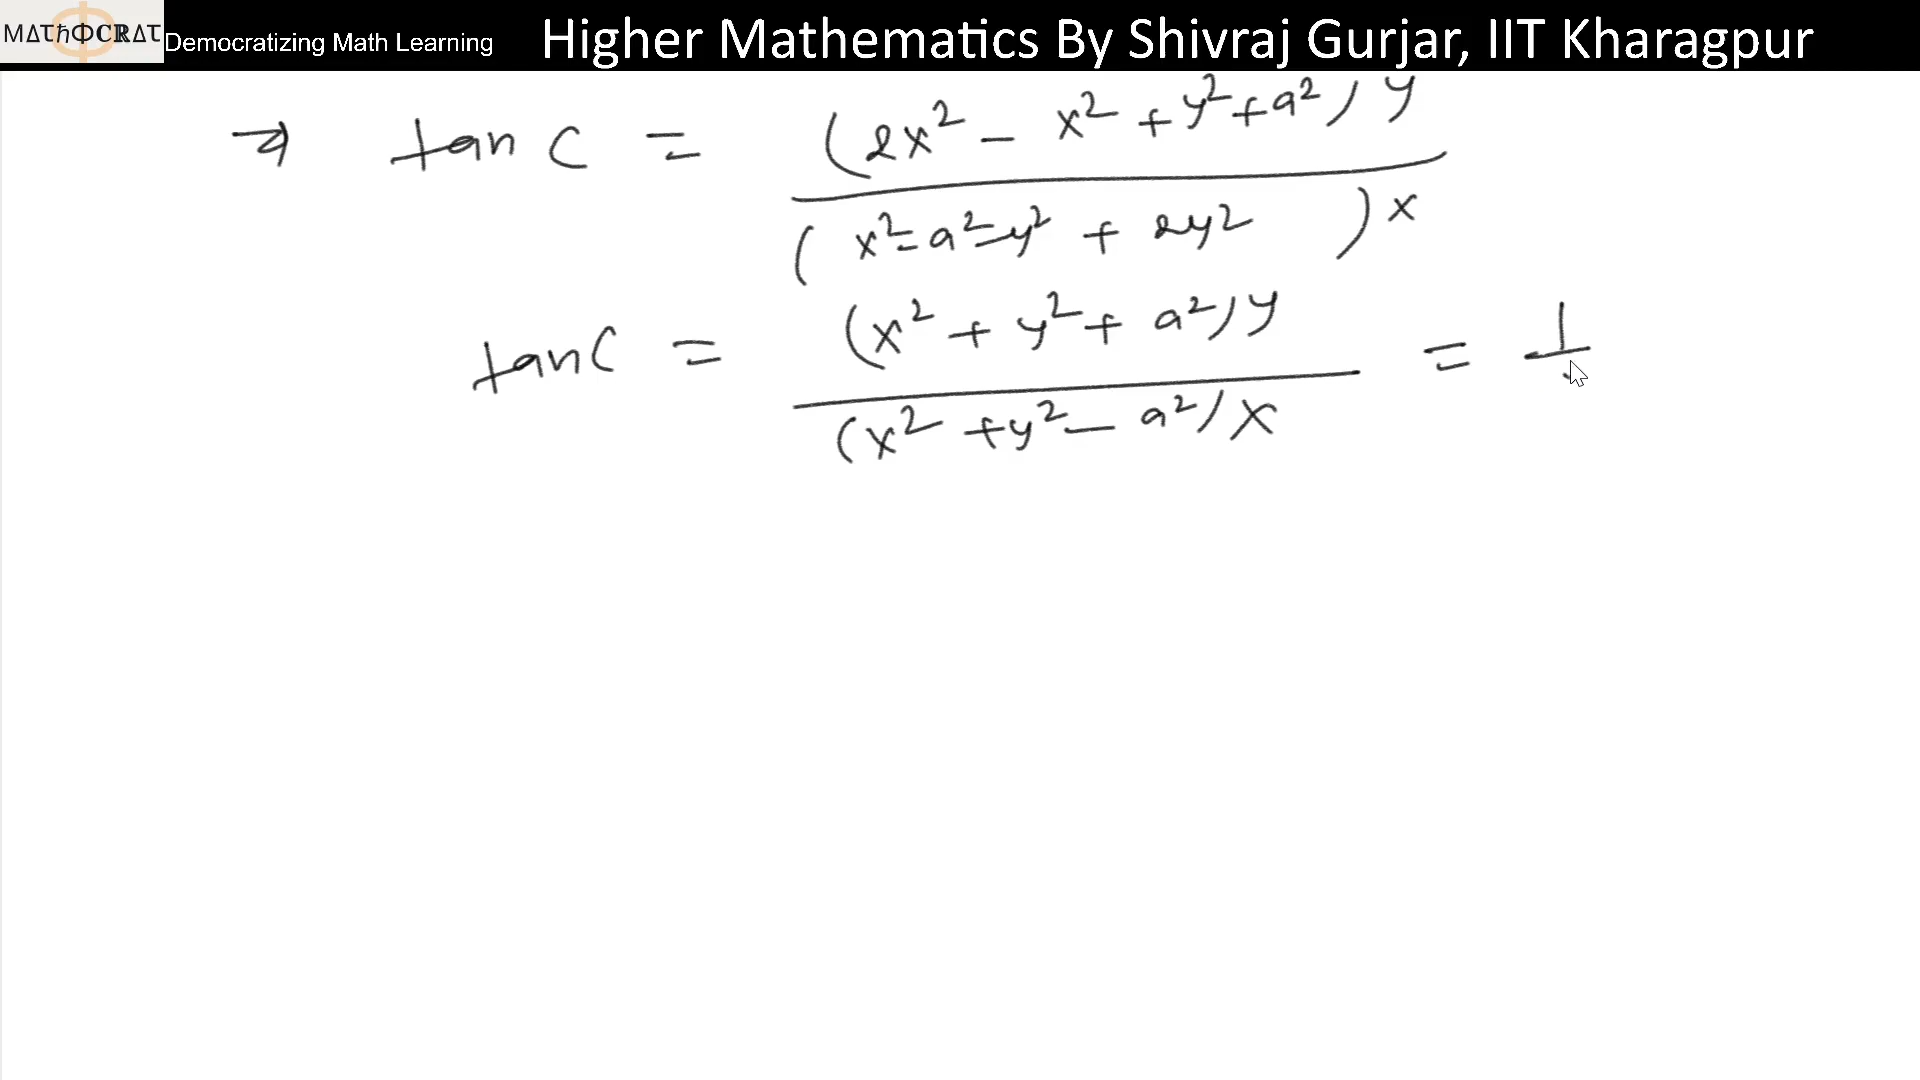 MΔTℏΦCRΔT Democratizing Math Learning Higher Mathematics By Shivraj Gurjar, IIT Kharagpur
⇒ tan C = (2x² - x² + y² + a²) y / (x² - a² - y² + 2y²) x
tan C = (x² + y² + a²) y / (x² + y² - a²) x = 1/